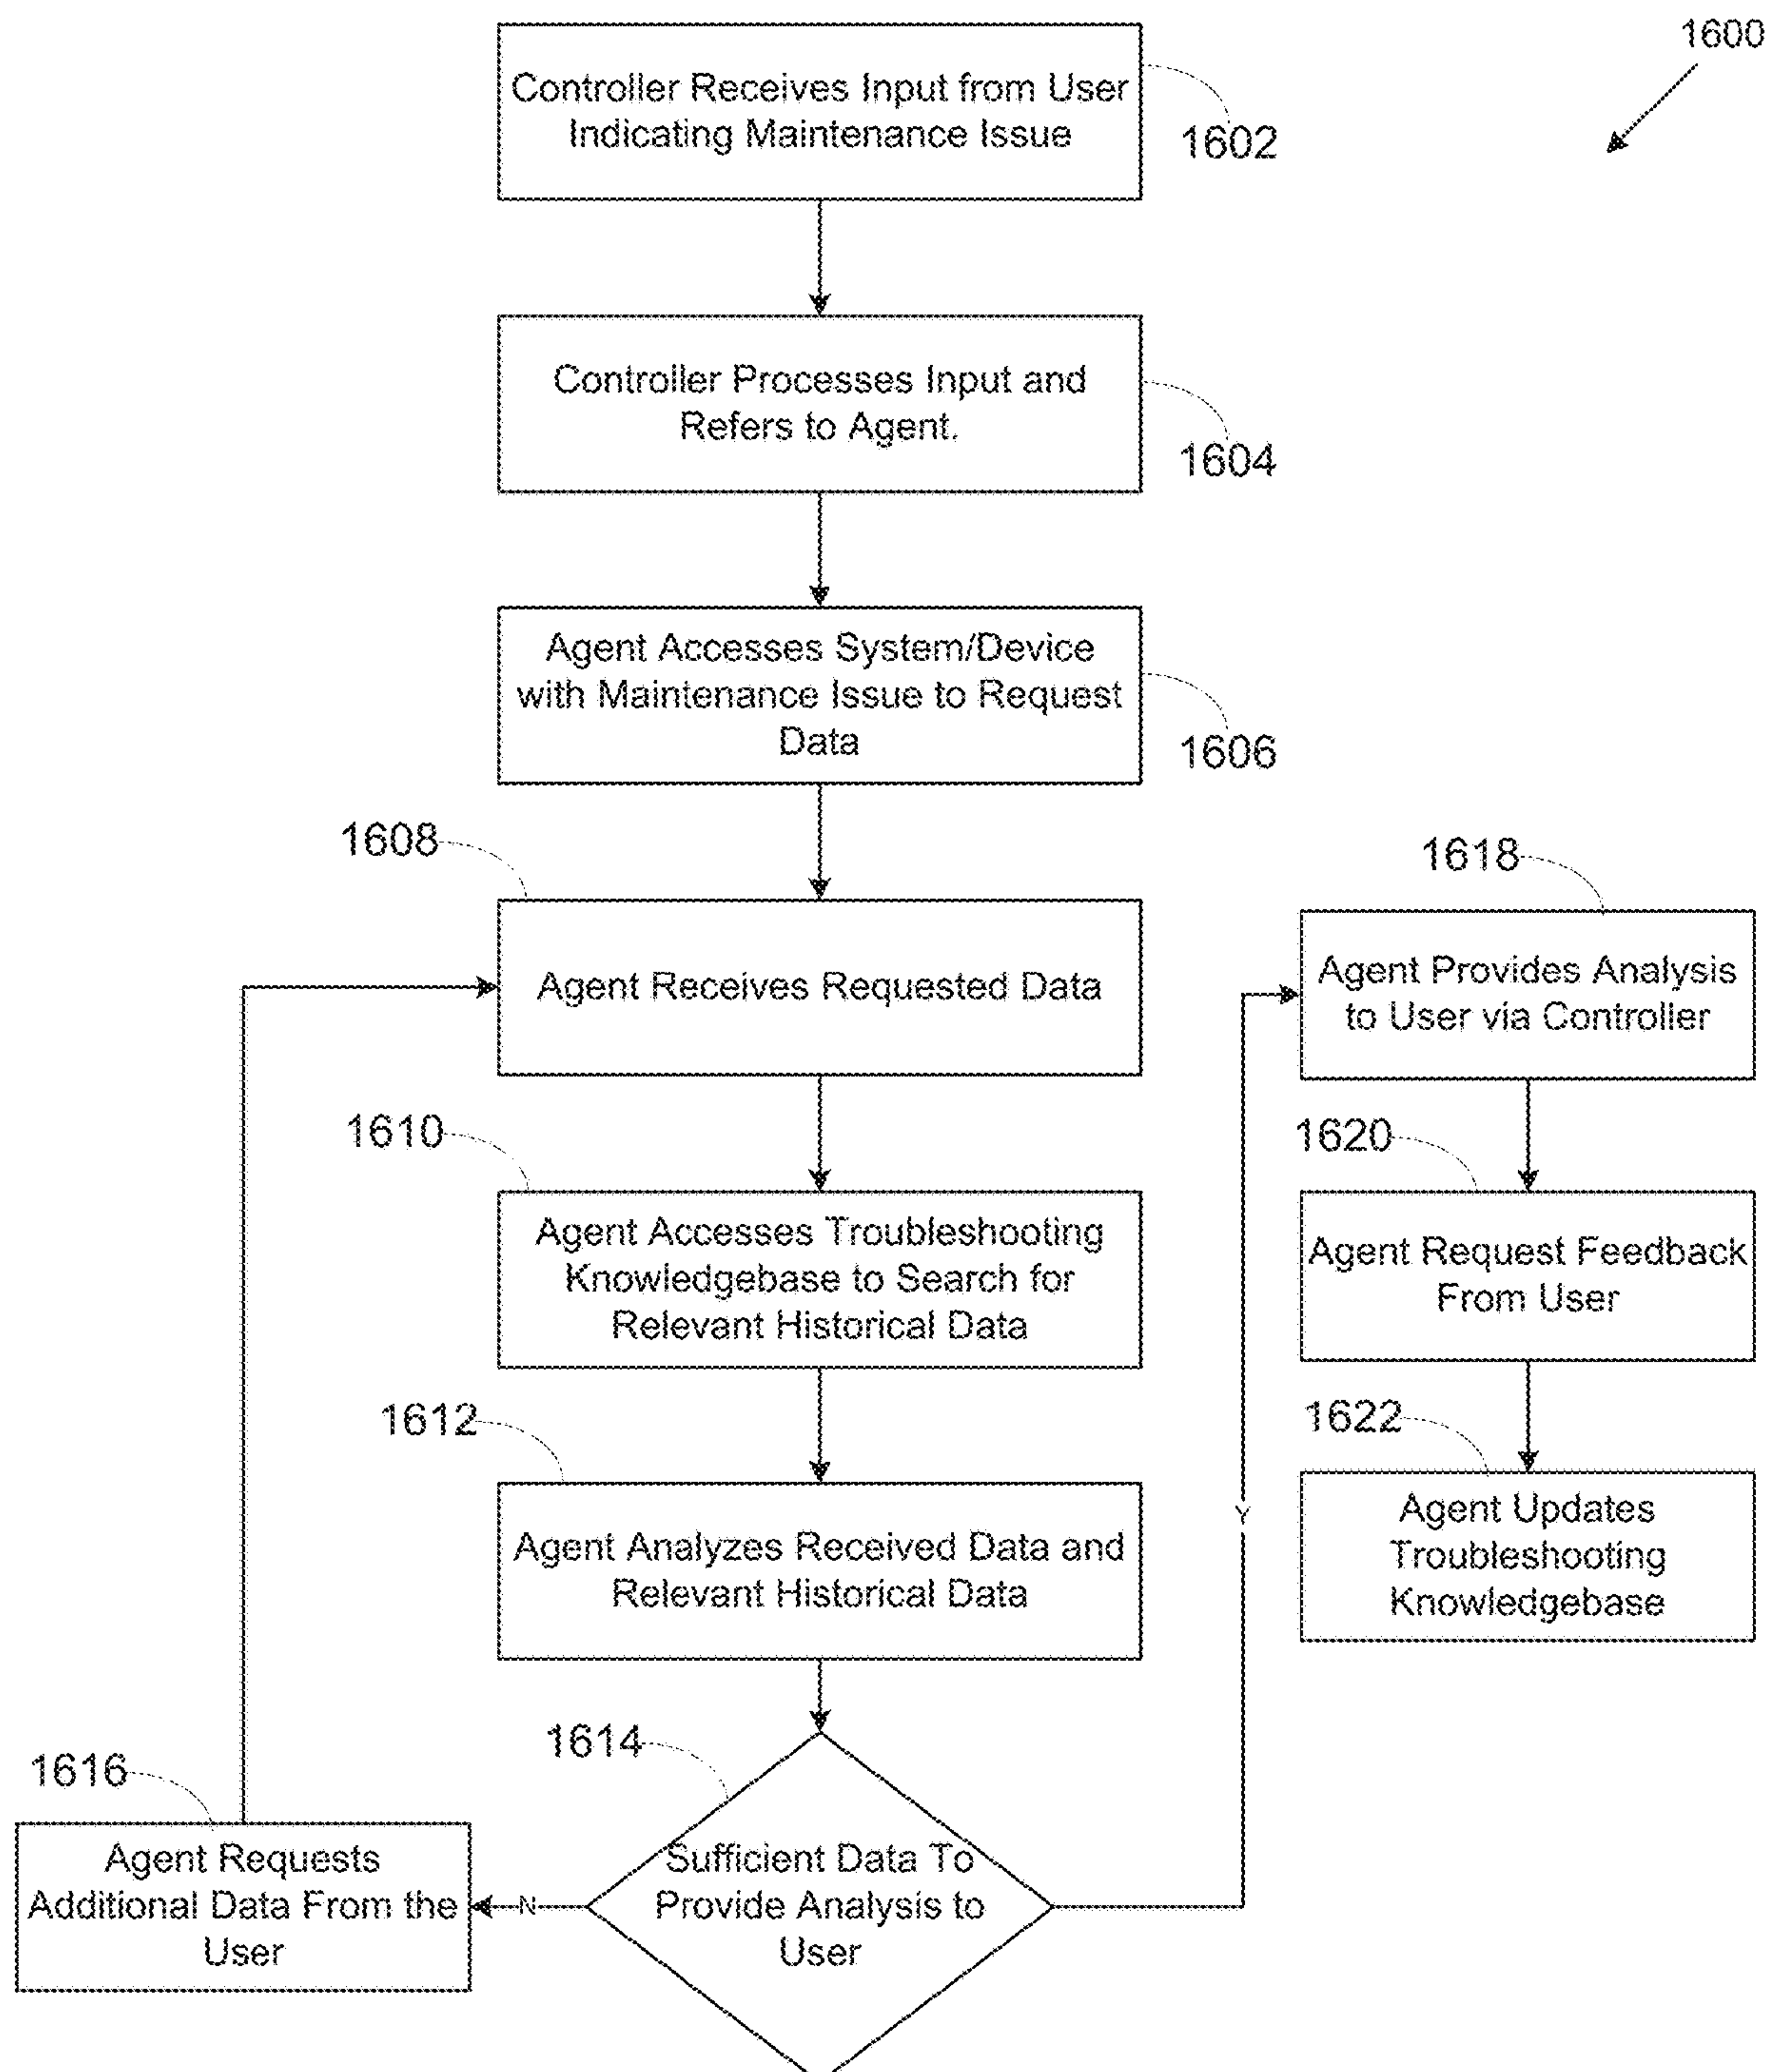 1600
Controller Receives Input from User
Indicating Maintenance Issue
1602
Controller Processes Input and
Refers to Agent.
1604
Agent Accesses System/Device
with Maintenance Issue to Request
Data
1606
1608
Agent Receives Requested Data
1610
Agent Accesses Troubleshooting
Knowledgebase to Search for
Relevant Historical Data
1612
Agent Analyzes Received Data and
Relevant Historical Data
1614
Sufficient Data To
Provide Analysis to
User
N
1616
Agent Requests
Additional Data From the
User
Y
1618
Agent Provides Analysis
to User via Controller
1620
Agent Request Feedback
From User
1622
Agent Updates
Troubleshooting
Knowledgebase